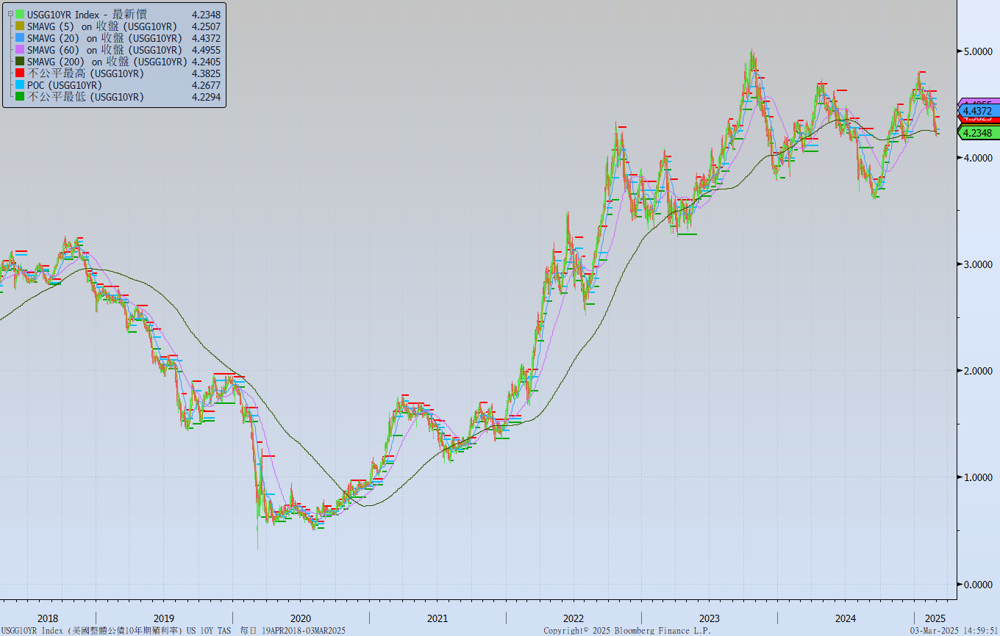 USGG10YR Index - 最新價 4.2348
SMAVG (5) on 收盤 (USGG10YR) 4.2507
SMAVG (20) on 收盤 (USGG10YR) 4.4372
SMAVG (60) on 收盤 (USGG10YR) 4.4955
SMAVG (200) on 收盤 (USGG10YR) 4.2405
不公平最高 (USGG10YR) 4.3825
POC (USGG10YR) 4.2677
不公平最低 (USGG10YR) 4.2294
5.0000
4.4955
4.4372
4.3825
4.2348
4.0000
3.0000
2.0000
1.0000
0.0000
2018 2019 2020 2021 2022 2023 2024 2025
USGG10YR Index (美國整體公債10年期殖利率) US 10Y TAS 每日 19APR2018-03MAR2025 Copyright© 2025 Bloomberg Finance L.P. 03-Mar-2025 14:59:51